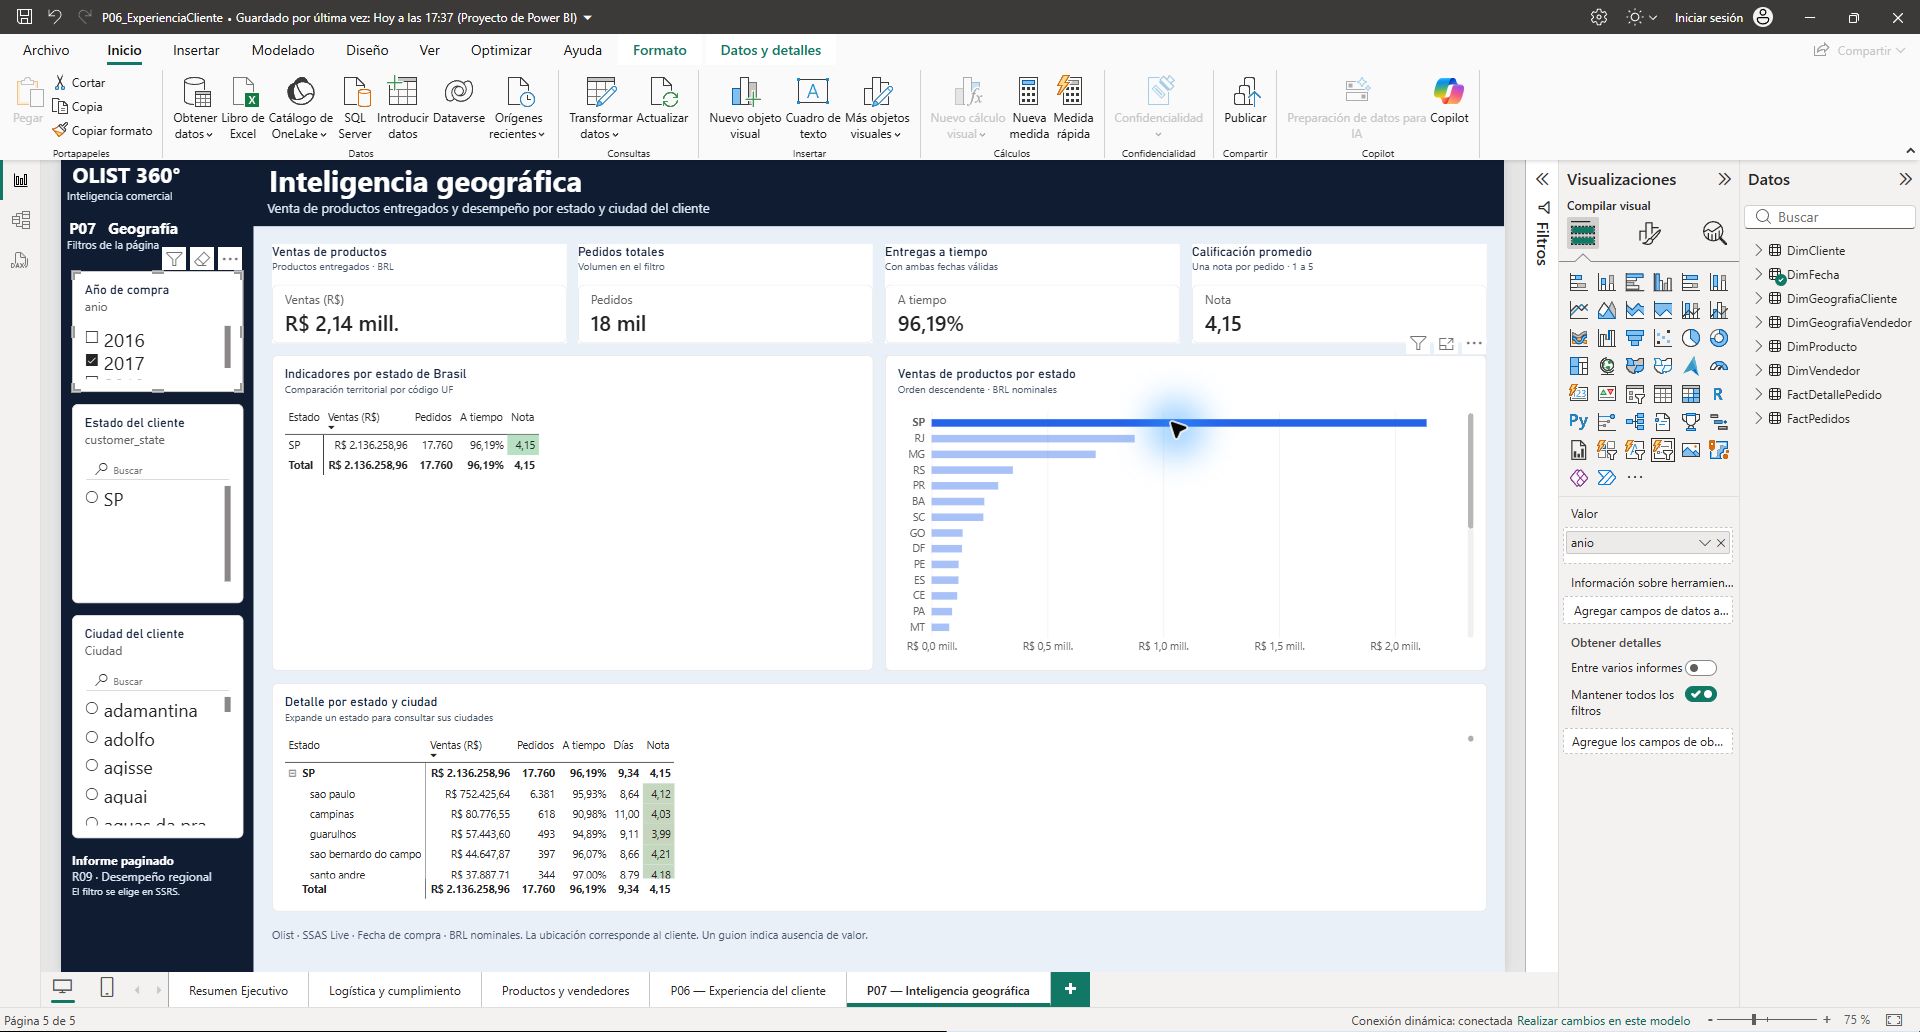 P06_ExperienciaCliente • Guardado por última vez: Hoy a las 17:37 (Proyecto de Power BI)
Iniciar sesión
Archivo Inicio Insertar Modelado Diseño Ver Optimizar Ayuda Formato Datos y detalles
Compartir
Pegar
Cortar
Copia
Copiar formato
Portapapeles
Obtener datos
Libro de Excel
Catálogo de OneLake
SQL Server
Introducir datos
Dataverse
Orígenes recientes
Datos
Transformar datos
Actualizar
Consultas
Nuevo objeto visual
Cuadro de texto
Más objetos visuales
Insertar
Nuevo cálculo visual
Nueva medida
Medida rápida
Cálculos
Confidencialidad
Confidencialidad
Publicar
Compartir
Preparación de datos para IA
Copilot
Copilot
OLIST 360°
Inteligencia comercial
P07 Geografía
Filtros de la página
Año de compra
anio
2016
2017
Estado del cliente
customer_state
Buscar
SP
Ciudad del cliente
Ciudad
Buscar
adamantina
adolfo
agisse
aguai
aguas da pra
Informe paginado
R09 · Desempeño regional
El filtro se elige en SSRS.
Inteligencia geográfica
Venta de productos entregados y desempeño por estado y ciudad del cliente
Ventas de productos
Productos entregados · BRL
Ventas (R$)
R$ 2,14 mill.
Pedidos totales
Volumen en el filtro
Pedidos
18 mil
Entregas a tiempo
Con ambas fechas válidas
A tiempo
96,19%
Calificación promedio
Una nota por pedido · 1 a 5
Nota
4,15
Indicadores por estado de Brasil
Comparación territorial por código UF
Estado Ventas (R$) Pedidos A tiempo Nota
SP R$ 2.136.258,96 17.760 96,19% 4,15
Total R$ 2.136.258,96 17.760 96,19% 4,15
Ventas de productos por estado
Orden descendente · BRL nominales
SP
RJ
MG
RS
PR
BA
SC
GO
DF
PE
ES
CE
PA
MT
R$ 0,0 mill. R$ 0,5 mill. R$ 1,0 mill. R$ 1,5 mill. R$ 2,0 mill.
Detalle por estado y ciudad
Expande un estado para consultar sus ciudades
Estado Ventas (R$) Pedidos A tiempo Días Nota
SP R$ 2.136.258,96 17.760 96,19% 9,34 4,15
sao paulo R$ 752.425,64 6.381 95,93% 8,64 4,12
campinas R$ 80.776,55 618 90,98% 11,00 4,03
guarulhos R$ 57.443,60 493 94,89% 9,11 3,99
sao bernardo do campo R$ 44.647,87 397 96,07% 8,66 4,21
santo andre R$ 37.887,71 344 97,00% 8,79 4,18
Total R$ 2.136.258,96 17.760 96,19% 9,34 4,15
Olist · SSAS Live · Fecha de compra · BRL nominales. La ubicación corresponde al cliente. Un guion indica ausencia de valor.
Filtros
Visualizaciones
Compilar visual
Valor
anio
Información sobre herramien...
Agregar campos de datos a...
Obtener detalles
Entre varios informes
Mantener todos los filtros
Agregue los campos de ob...
Datos
Buscar
DimCliente
DimFecha
DimGeografiaCliente
DimGeografiaVendedor
DimProducto
DimVendedor
FactDetallePedido
FactPedidos
Resumen Ejecutivo
Logística y cumplimiento
Productos y vendedores
P06 — Experiencia del cliente
P07 — Inteligencia geográfica
Página 5 de 5
Conexión dinámica: conectada Realizar cambios en este modelo
75 %